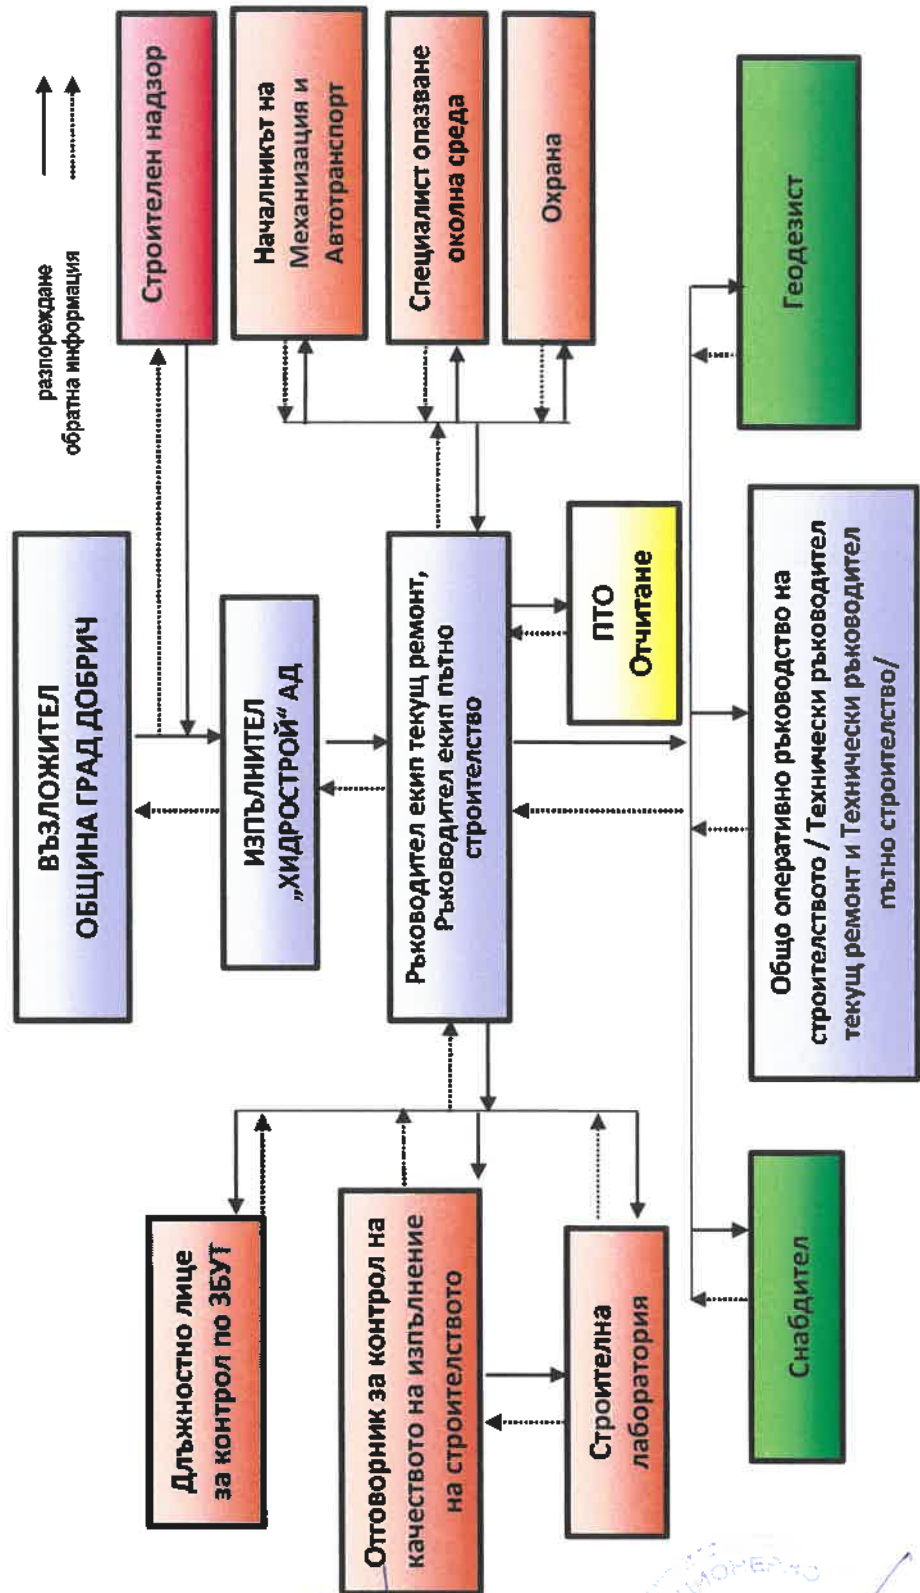 разпореждане
обратна информация
ВЪЗЛОЖИТЕЛ
ОБЩИНА ГРАД ДОБРИЧ
Строителен надзор
ИЗПЪЛНИТЕЛ
„ХИДРОСТРОЙ“ АД
Длъжностно лице
за контрол по ЗБУТ
Началникът на
Механизация и
Автотранспорт
Отговорник за контрол на
качеството на изпълнение
на строителството
Ръководител екип текущ ремонт,
Ръководител екип пътно
строителство
Специалист опазване
околна среда
Охрана
Строителна
лаборатория
ПТО
Отчитане
Снабдител
Общо оперативно ръководство на
строителството / Технически ръководител
текущ ремонт и Технически ръководител
пътно строителство/
Геодезист